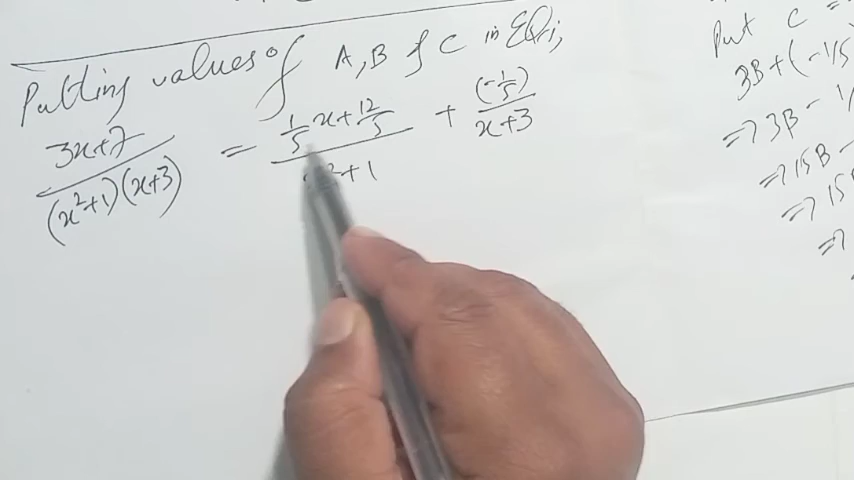 Putting values of A, B & C in Eq i,
(3x+7)/((x²+1)(x+3)) = (1/5 x + 12/5)/(x²+1) + (-1/5)/(x+3)
Put C =
3B + (-1/5
=> 3B - 1/
=> 15B -
=> 15B
=>